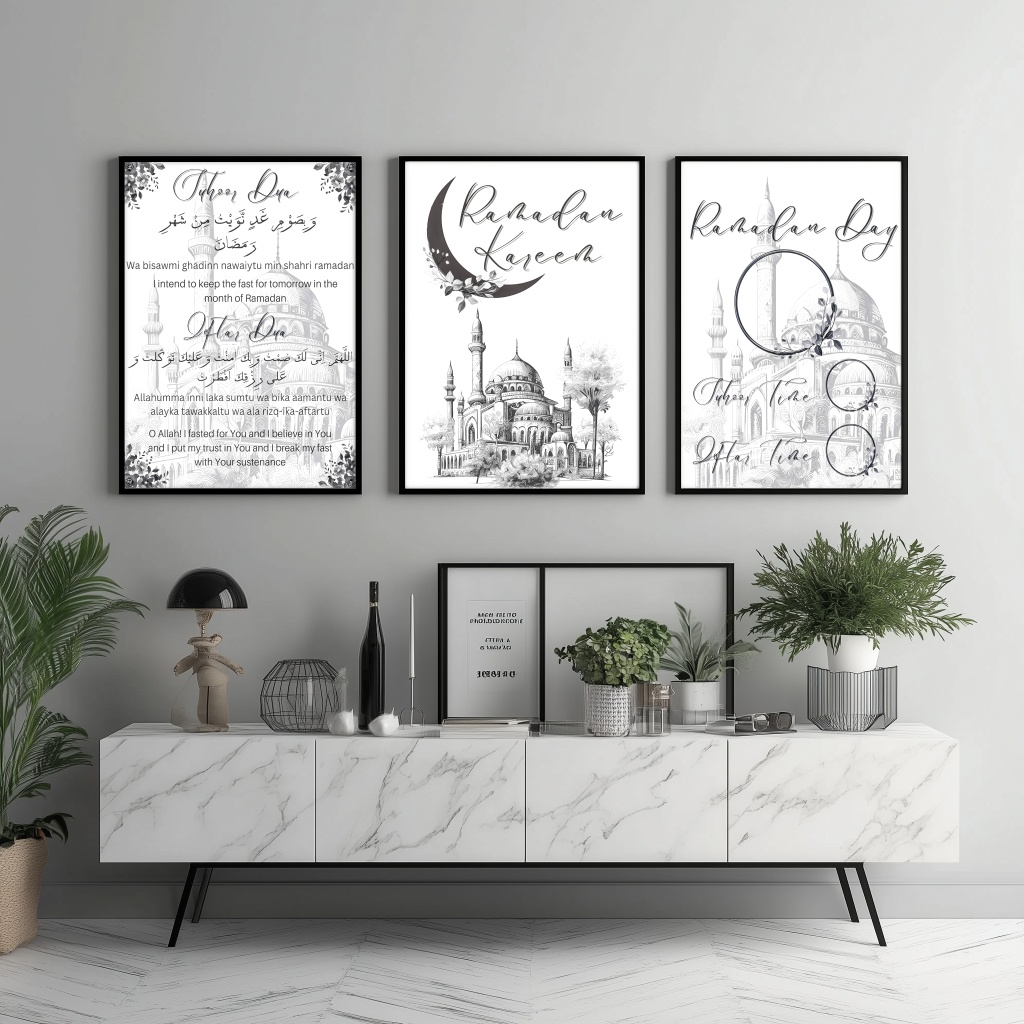 Suhoor Dua
وَبِصَوْمِ غَدٍ نَّوَيْتُ مِنْ شَهْرِ
رَمَضَانَ
Wa bisawmi ghadinn nawaiytu min shahri ramadan
I intend to keep the fast for tomorrow in the
month of Ramadan
Iftar Dua
اللَّهُمَّ اِنِّى لَكَ صُمْتُ وَبِكَ امَنْتُ وَعَلَيْكَ تَوَكَّلْتُ وَ
عَلَى رِزْقِكَ اَفْطَرْتُ
Allahumma inni laka sumtu wa bika aamantu wa
alayka tawakkaltu wa ala rizq-ika-aftartu
O Allah! I fasted for You and I believe in You
and I put my trust in You and I break my fast
with Your sustenance
Ramadan
Kareem
Ramadan Day
Suhoor Time
Iftar Time